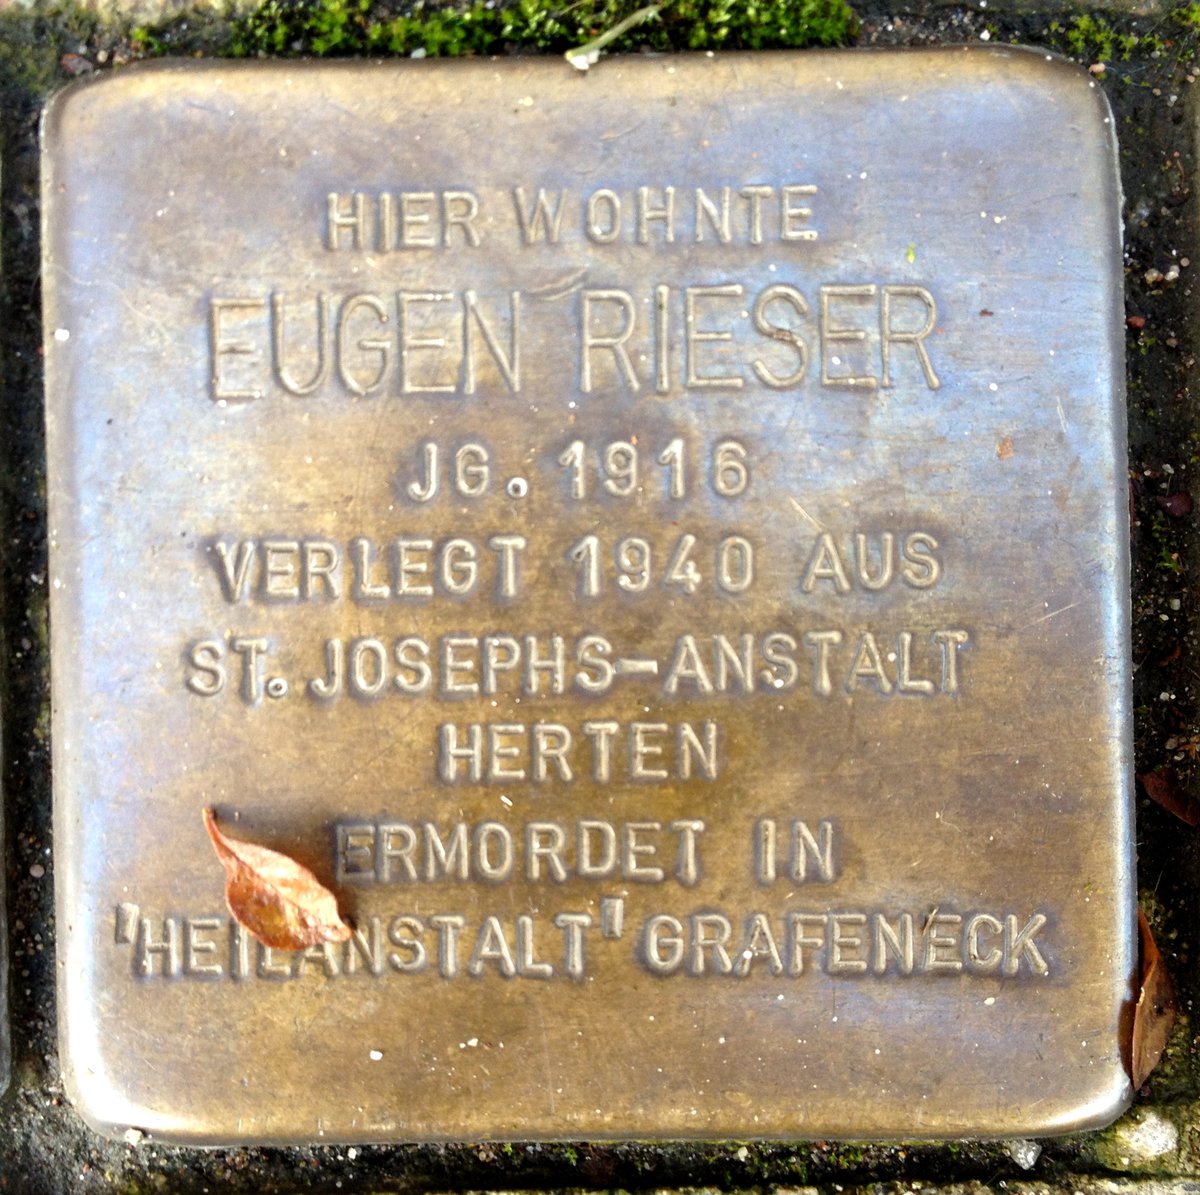 HIER WOHNTE
EUGEN RIESER
JG. 1916
VERLEGT 1940 AUS
ST. JOSEPHS-ANSTALT
HERTEN
ERMORDET IN
'HEILANSTALT' GRAFENECK